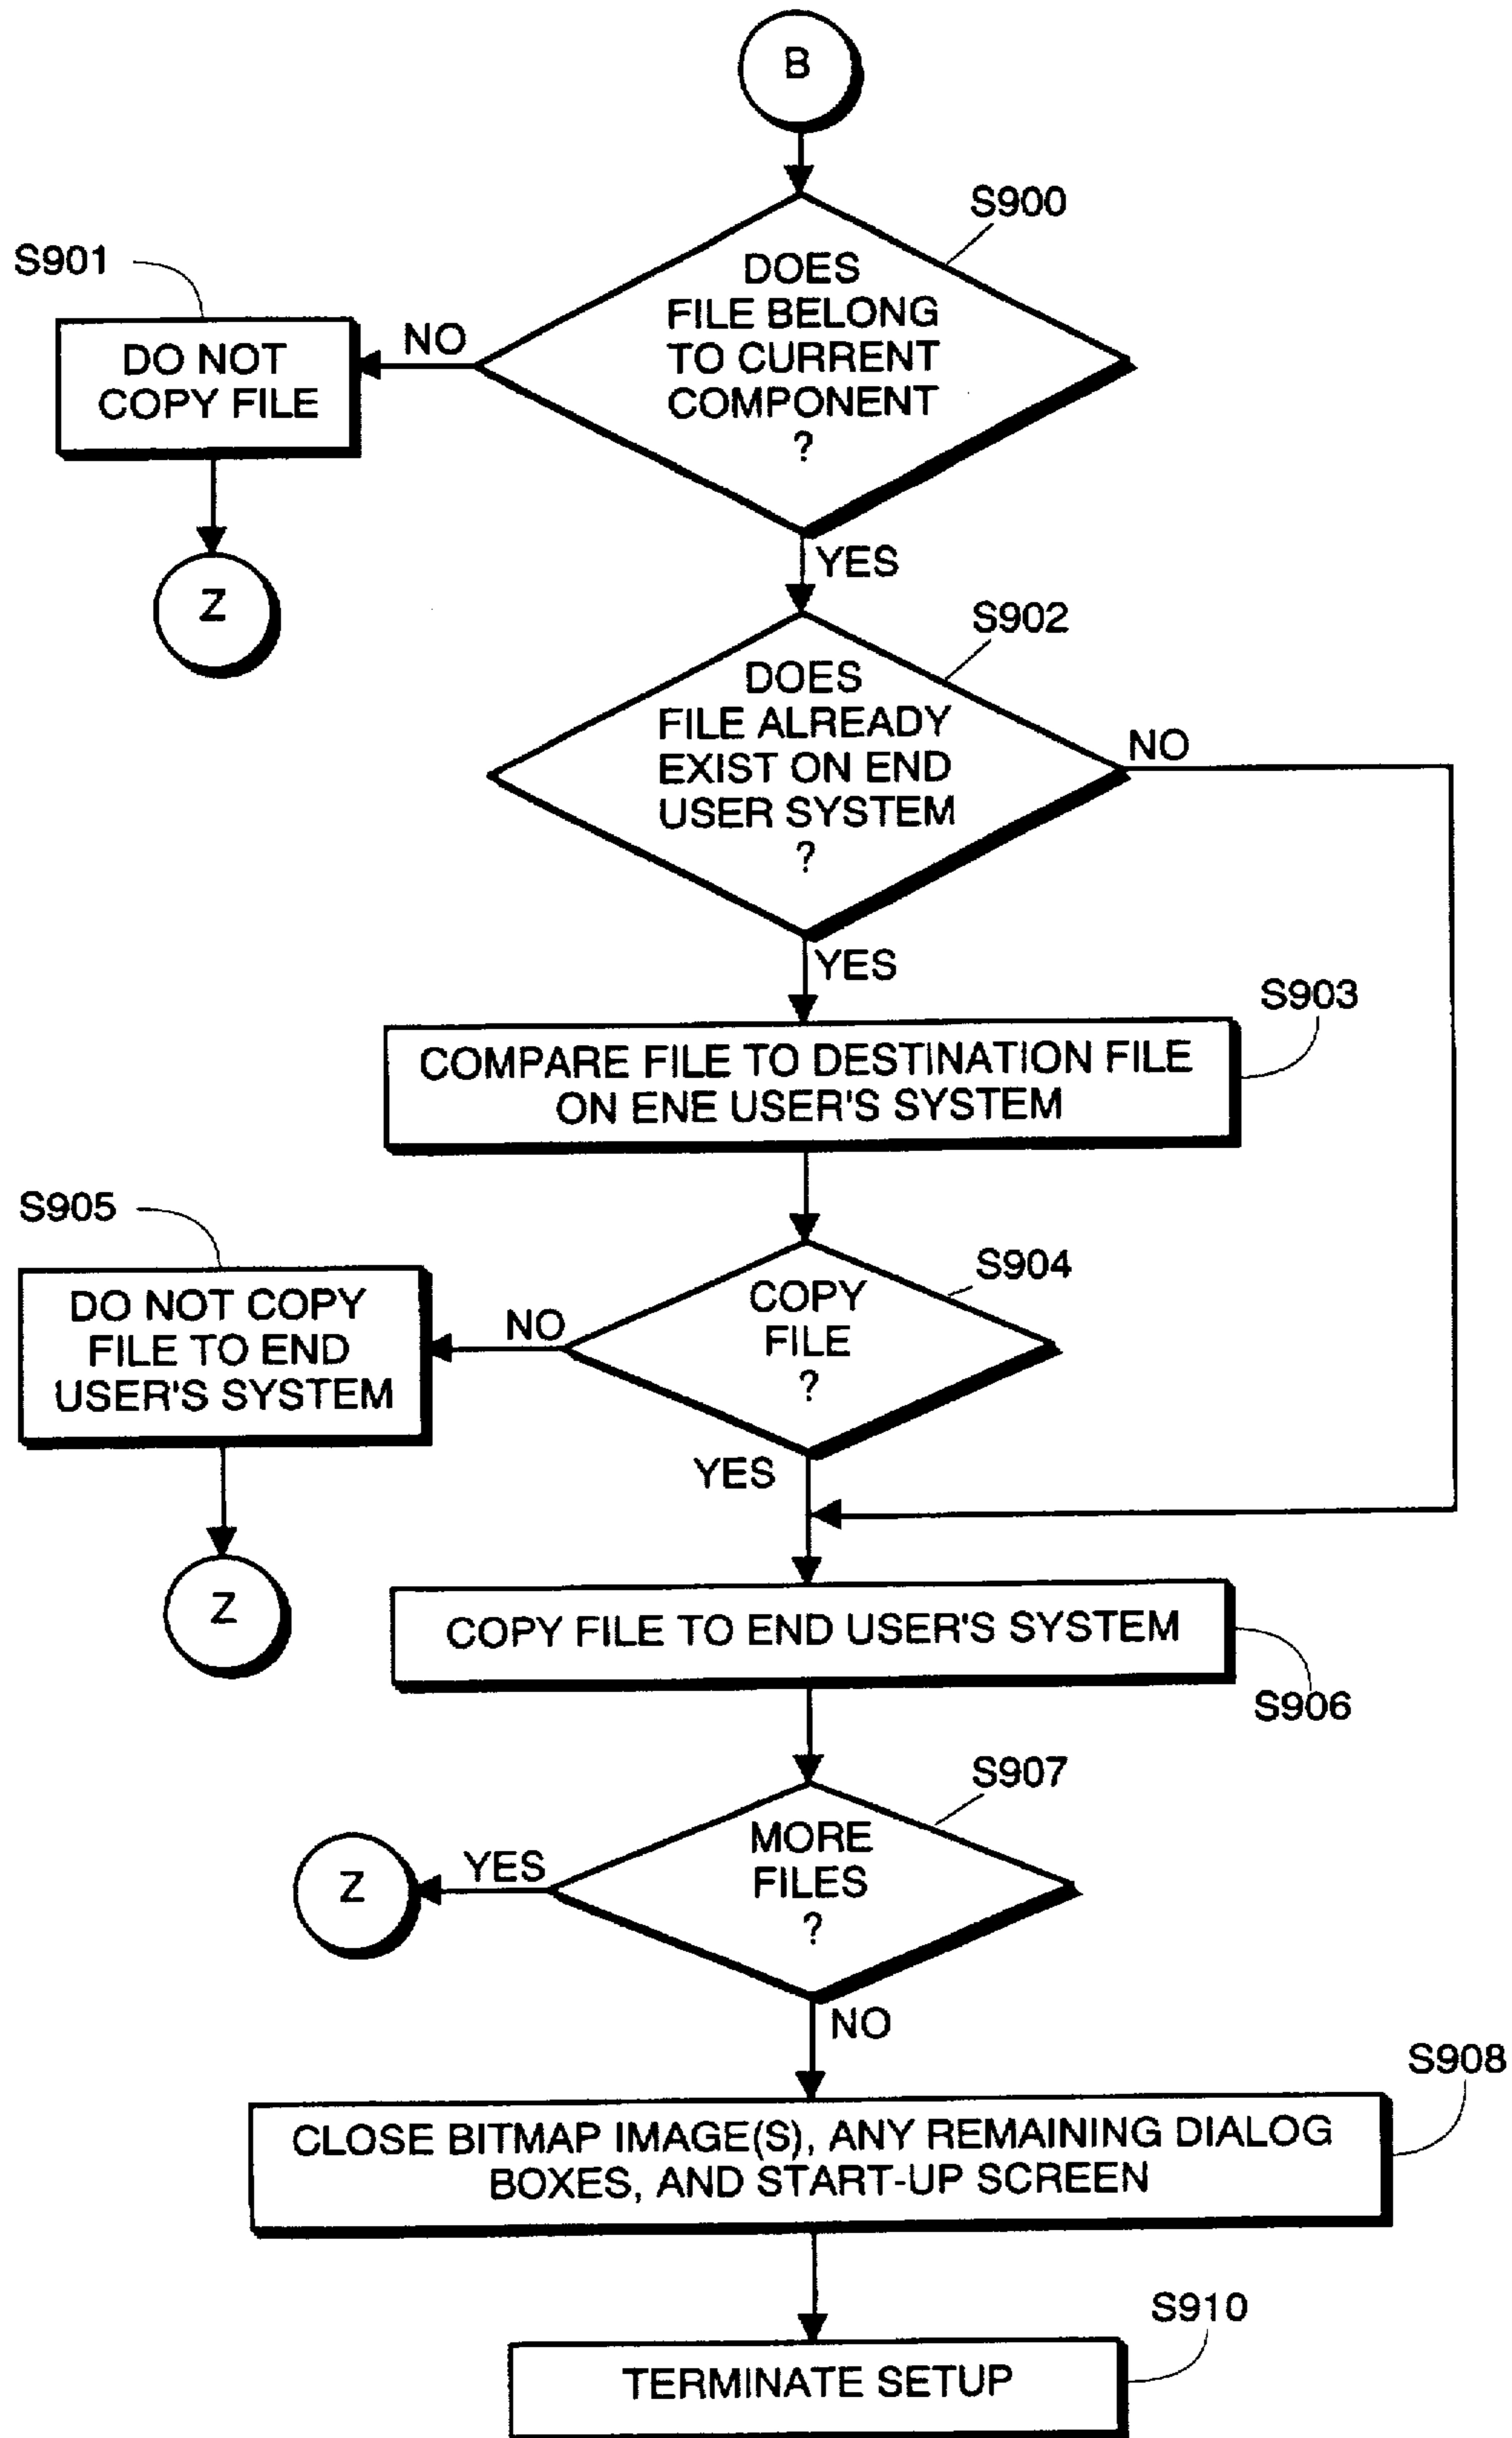 B
S900
DOES
FILE BELONG
TO CURRENT
COMPONENT
?
S901
NO
DO NOT
COPY FILE
Z
YES
S902
DOES
FILE ALREADY
EXIST ON END
USER SYSTEM
?
NO
YES
S903
COMPARE FILE TO DESTINATION FILE
ON ENE USER'S SYSTEM
S904
COPY
FILE
?
S905
NO
DO NOT COPY
FILE TO END
USER'S SYSTEM
Z
YES
COPY FILE TO END USER'S SYSTEM
S906
S907
MORE
FILES
?
YES
Z
NO
S908
CLOSE BITMAP IMAGE(S), ANY REMAINING DIALOG
BOXES, AND START-UP SCREEN
S910
TERMINATE SETUP